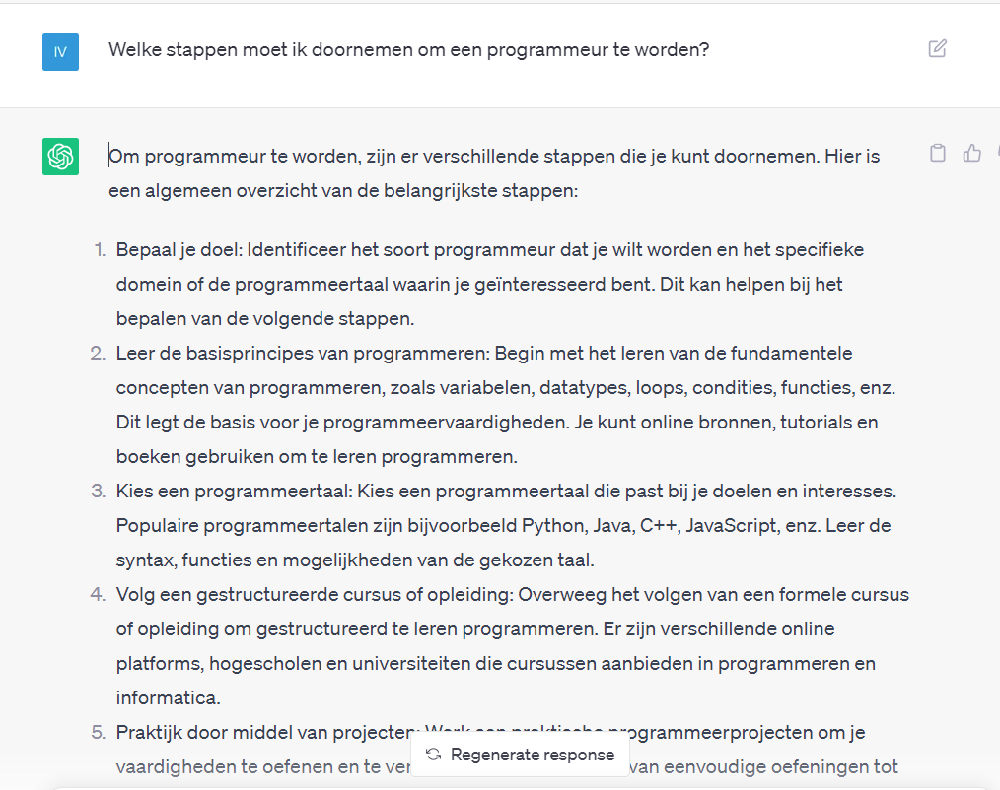 IV
Welke stappen moet ik doornemen om een programmeur te worden?
Om programmeur te worden, zijn er verschillende stappen die je kunt doornemen. Hier is
een algemeen overzicht van de belangrijkste stappen:
1. Bepaal je doel: Identificeer het soort programmeur dat je wilt worden en het specifieke
domein of de programmeertaal waarin je geïnteresseerd bent. Dit kan helpen bij het
bepalen van de volgende stappen.
2. Leer de basisprincipes van programmeren: Begin met het leren van de fundamentele
concepten van programmeren, zoals variabelen, datatypes, loops, condities, functies, enz.
Dit legt de basis voor je programmeervaardigheden. Je kunt online bronnen, tutorials en
boeken gebruiken om te leren programmeren.
3. Kies een programmeertaal: Kies een programmeertaal die past bij je doelen en interesses.
Populaire programmeertalen zijn bijvoorbeeld Python, Java, C++, JavaScript, enz. Leer de
syntax, functies en mogelijkheden van de gekozen taal.
4. Volg een gestructureerde cursus of opleiding: Overweeg het volgen van een formele cursus
of opleiding om gestructureerd te leren programmeren. Er zijn verschillende online
platforms, hogescholen en universiteiten die cursussen aanbieden in programmeren en
informatica.
5. Praktijk door middel van projecten: Werk aan praktische programmeerprojecten om je
vaardigheden te oefenen en te van eenvoudige oefeningen tot
Regenerate response